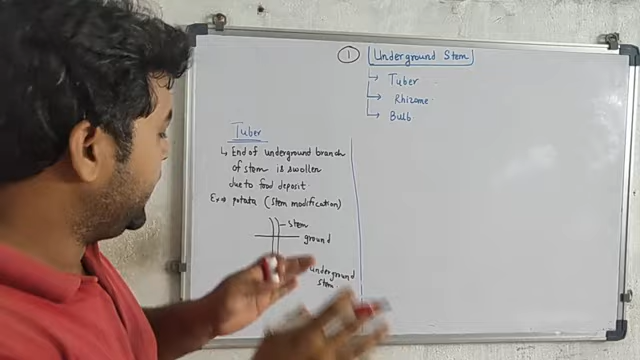 1 Underground Stem
↳ Tuber
↳ Rhizome
↳ Bulb
Tuber
↳ End of underground branch
of stem is swollen
due to food deposit.
Ex → potata (stem modification)
stem
ground
underground
stem